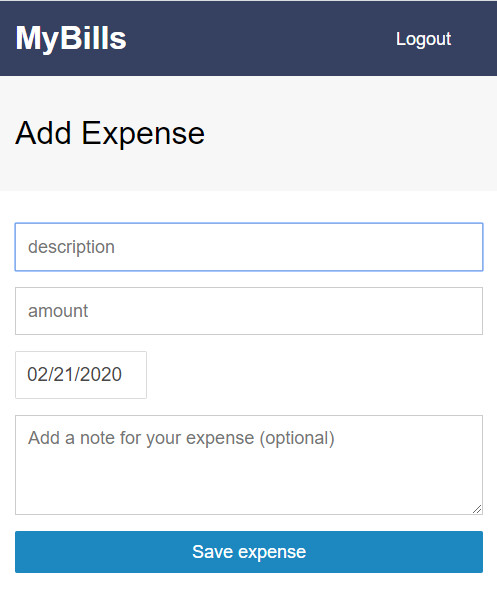 MyBills
Logout
Add Expense
description
amount
02/21/2020
Add a note for your expense (optional)
Save expense